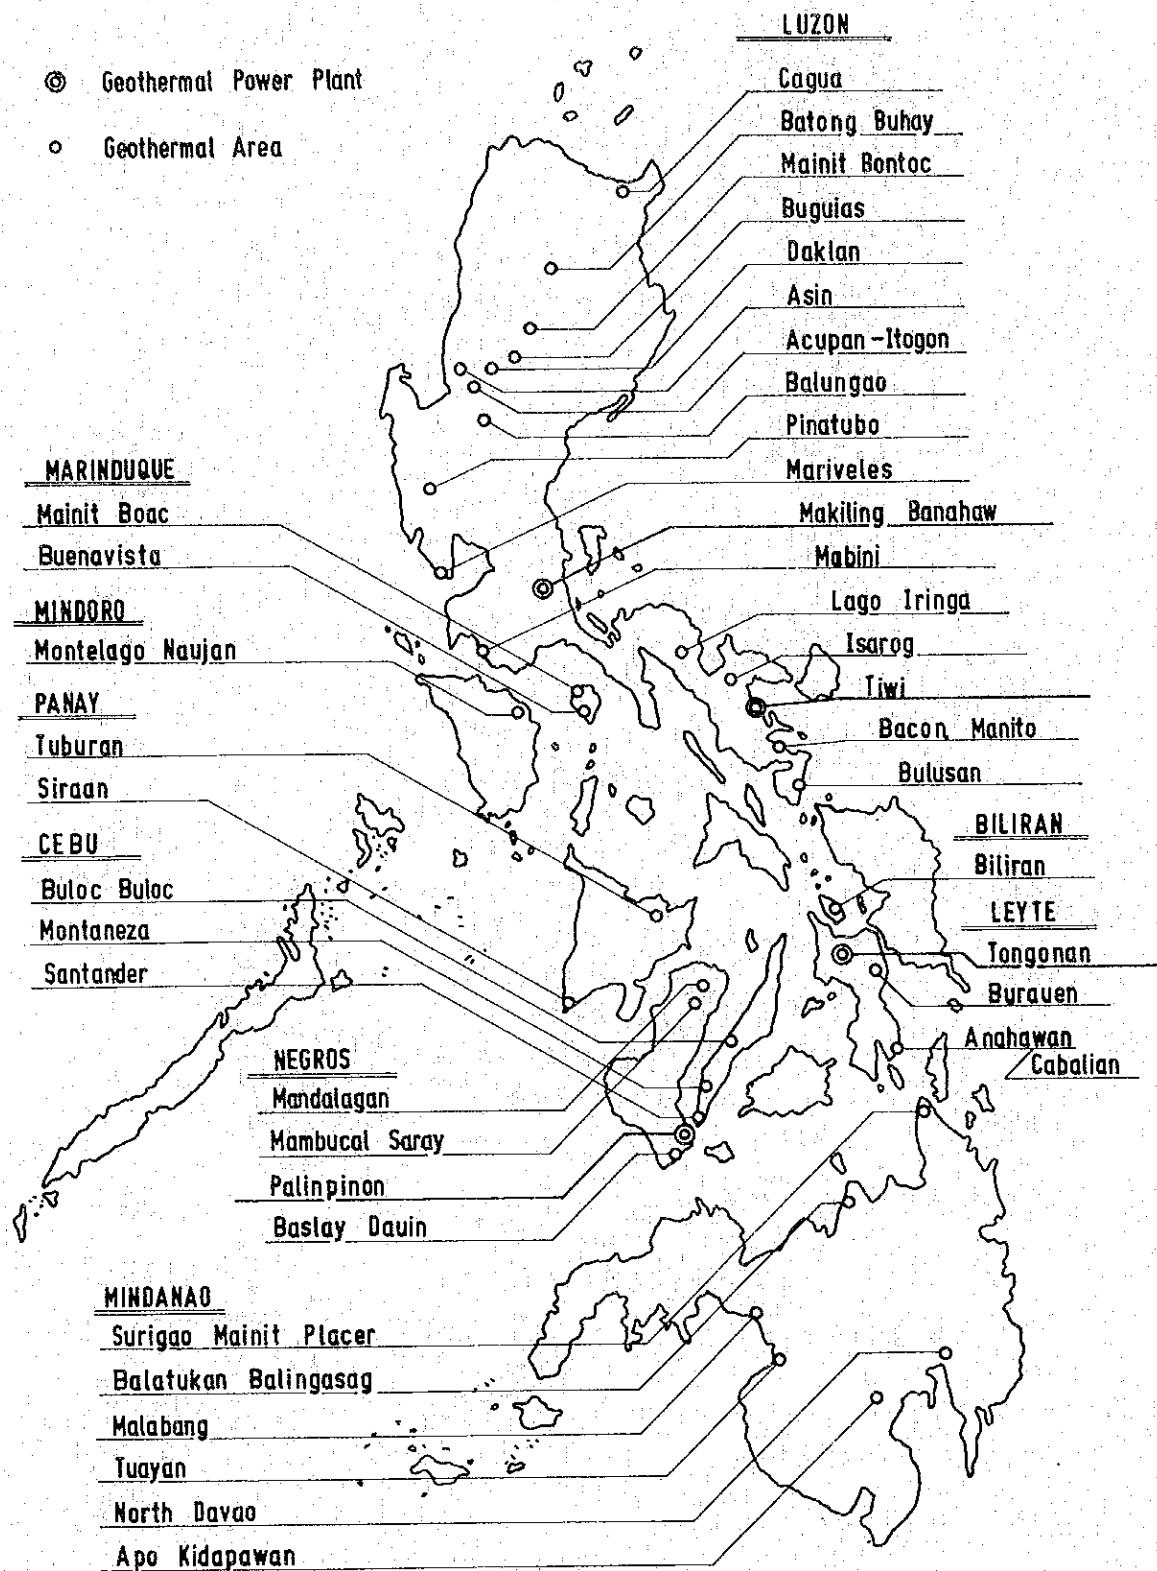 Geothermal Power Plant
Geothermal Area
LUZON
Cagua
Batong Buhay
Mainit Bontoc
Buguias
Daklan
Asin
Acupan-Itogon
Balungao
Pinatubo
Mariveles
Makiling Banahaw
Mabini
Lago Iringa
Isarog
Tiwi
Bacon Manito
Bulusan
BILIRAN
Biliran
LEYTE
Tongonan
Burauen
Anahawan
Cabalian
MARINDUQUE
Mainit Boac
Buenavista
MINDORO
Montelago Naujan
PANAY
Tuburan
Siraan
CEBU
Buloc Buloc
Montaneza
Santander
NEGROS
Mandalagan
Mambucal Saray
Palinpinon
Baslay Dauin
MINDANAO
Surigao Mainit Placer
Balatukan Balingasag
Malabang
Tuayan
North Davao
Apo Kidapawan